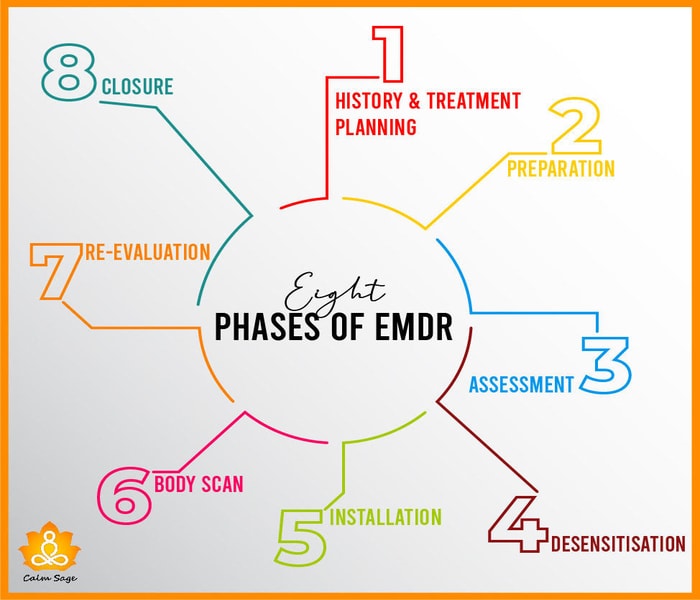 Eight
PHASES OF EMDR
1
HISTORY & TREATMENT
PLANNING
2
PREPARATION
3
ASSESSMENT
4
DESENSITISATION
5
INSTALLATION
6
BODY SCAN
7
RE-EVALUATION
8
CLOSURE
Calm Sage